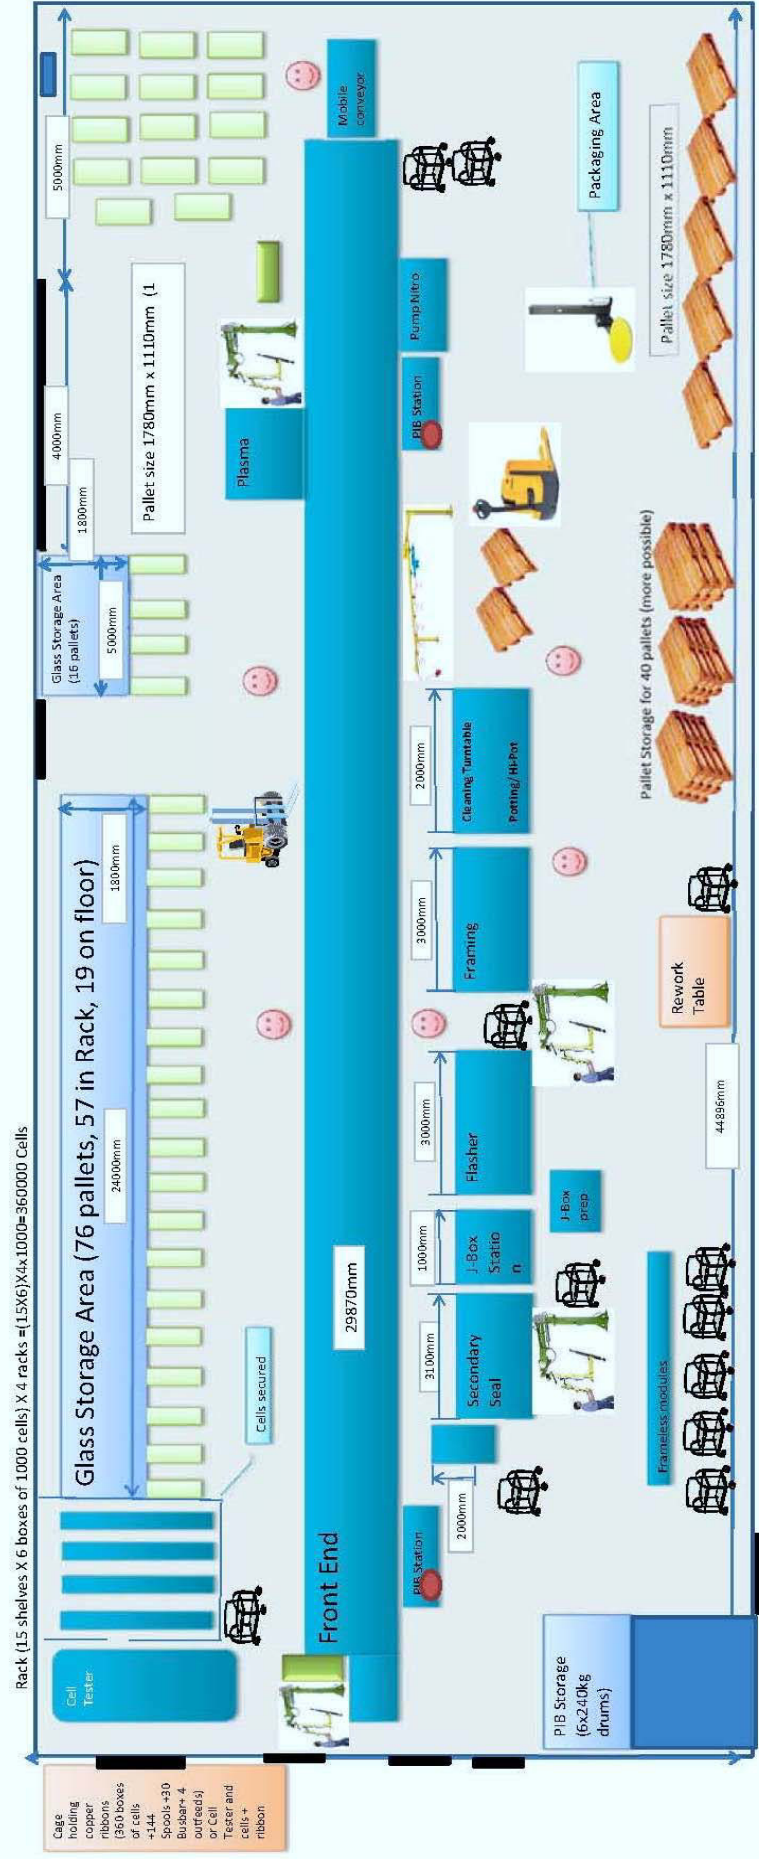 Rack (15 shelves X 6 boxes of 1000 cells) X 4 racks =(15X6)X4x1000=360000 Cells
Cage
holding
copper
ribbons
(360 boxes
of cells
+144
Spools +30
Busbar+ 4
outfeeds)
or Cell
Tester and
cells +
ribbon
Cell
Tester
Cells secured
Glass Storage Area (76 pallets, 57 in Rack, 19 on floor)
24000mm
1800mm
Glass Storage Area
(16 pallets)
5000mm
1800mm
4000mm
5000mm
Pallet size 1780mm x 1110mm (1
Plasma
Front End
29870mm
Mobile
conveyor
PIB Station
2000mm
3100mm
Secondary
Seal
1000mm
J-Box
Statio
n
J-Box
prep
3000mm
Flasher
3000mm
Framing
2000mm
Cleaning Turntable
Potting/Hi-Pot
PIB Station
Pump Nitro
Packaging Area
PIB Storage
(6x240kg
drums)
Frameless modules
44896mm
Rework
Table
Pallet Storage for 40 pallets (more possible)
Pallet size 1780mm x 1110mm